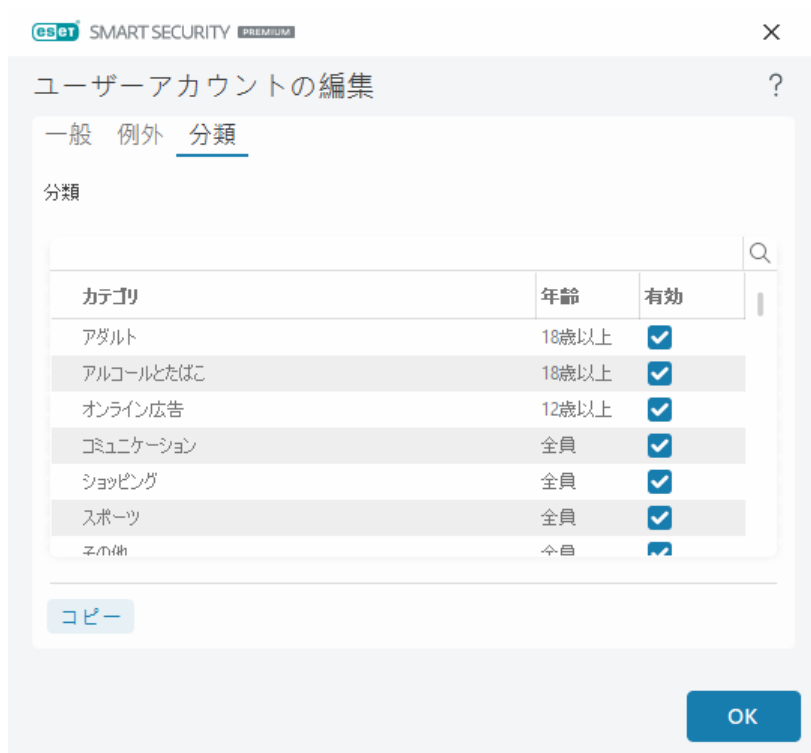 eset SMART SECURITY PREMIUM
ユーザーアカウントの編集 ?
一般 例外 分類
分類
カテゴリ 年齢 有効
アダルト 18歳以上
アルコールとたばこ 18歳以上
オンライン広告 12歳以上
コミュニケーション 全員
ショッピング 全員
スポーツ 全員
その他 全員
コピー
OK